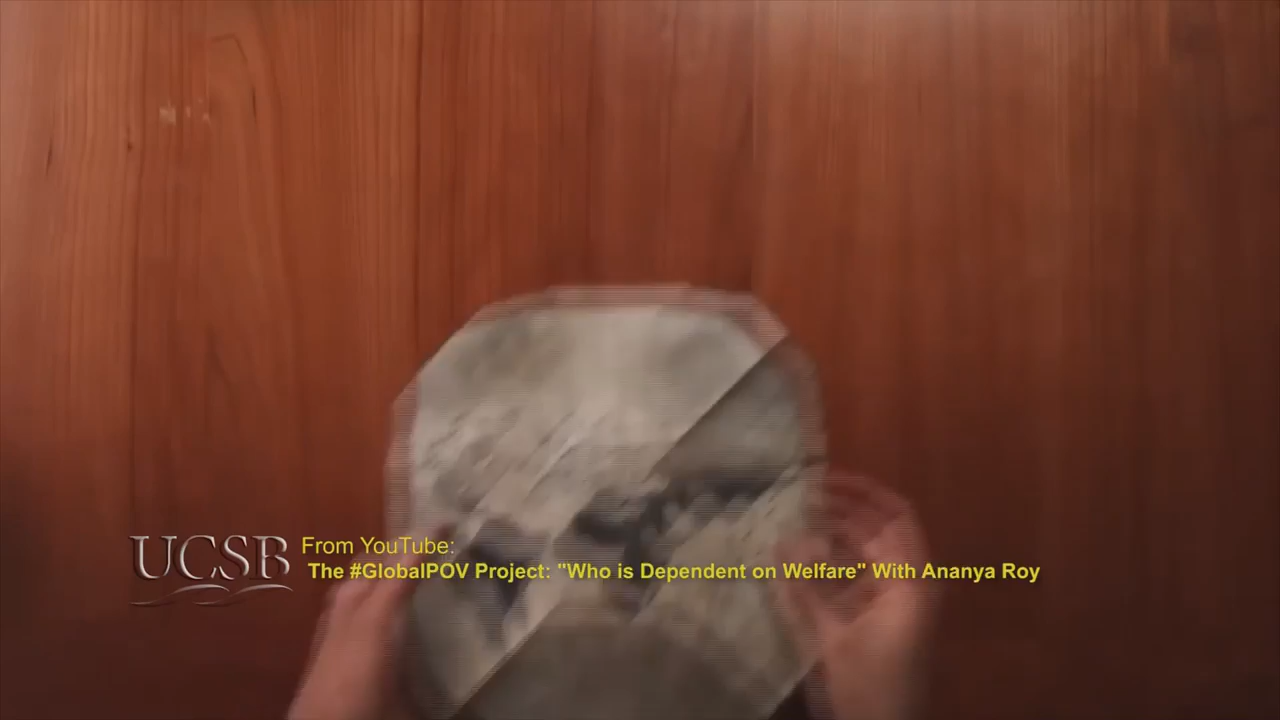 UCSB
From YouTube:
The #GlobalPOV Project: "Who is Dependent on Welfare" With Ananya Roy